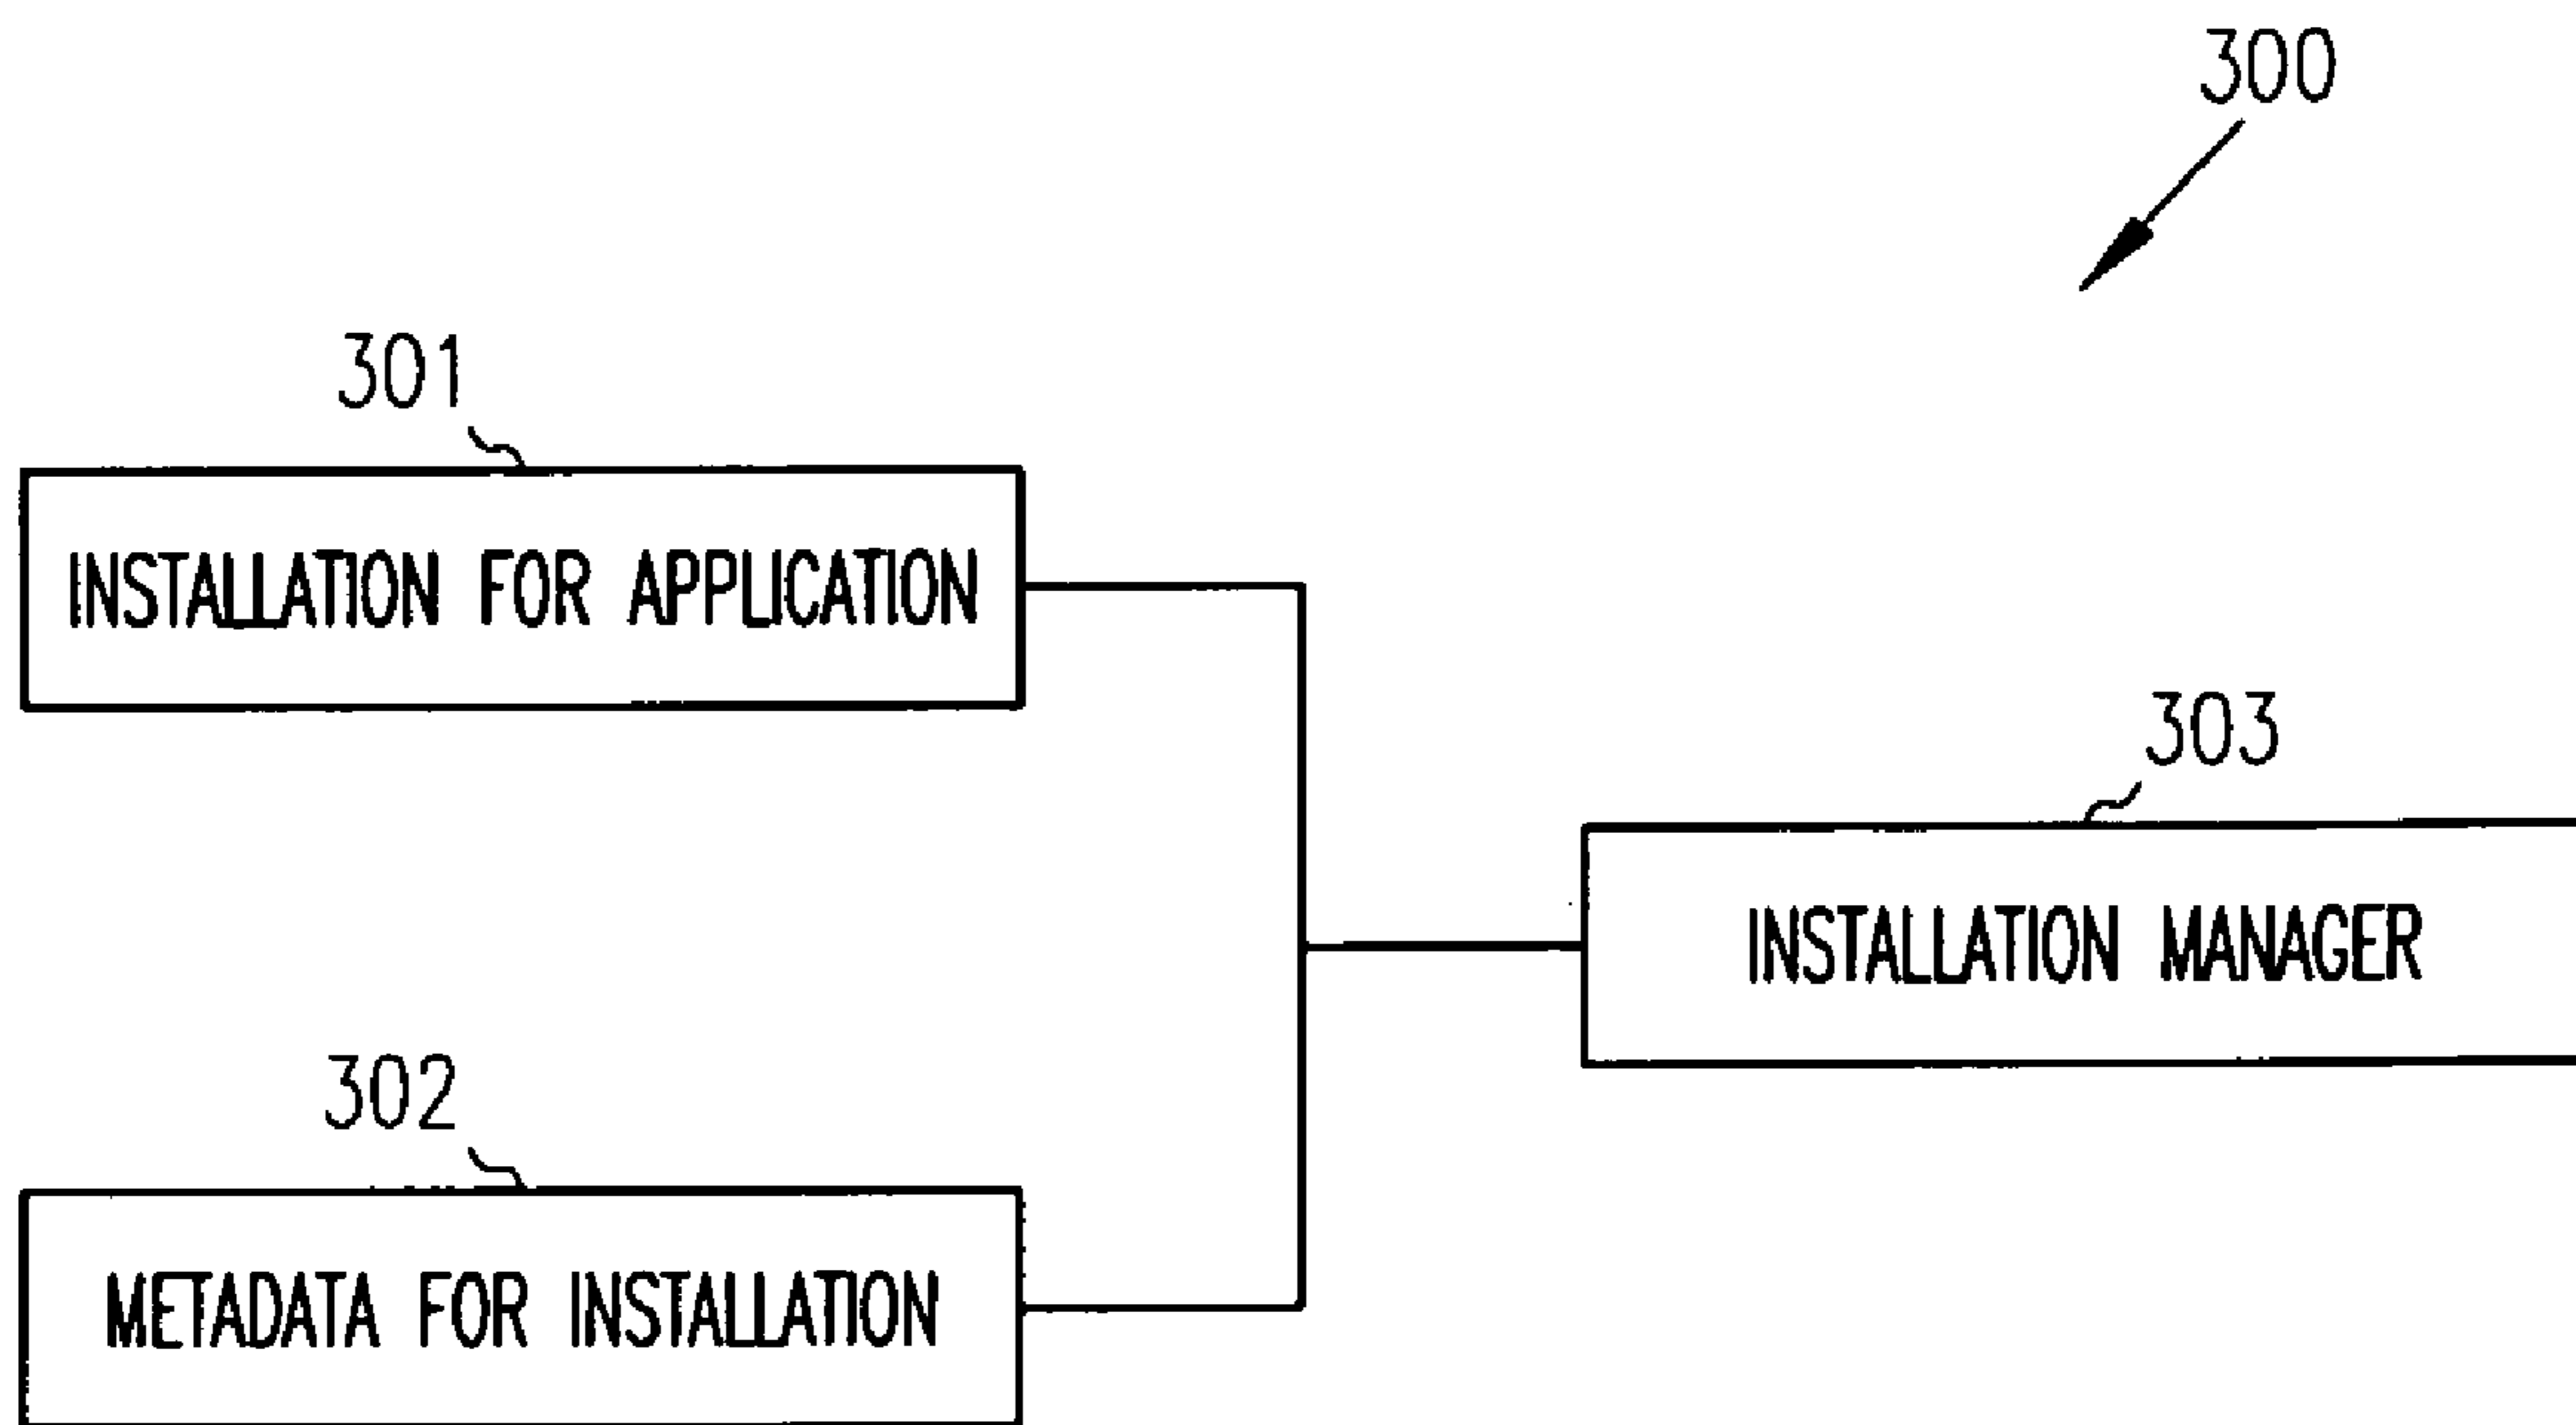 300
301
INSTALLATION FOR APPLICATION
303
INSTALLATION MANAGER
302
METADATA FOR INSTALLATION